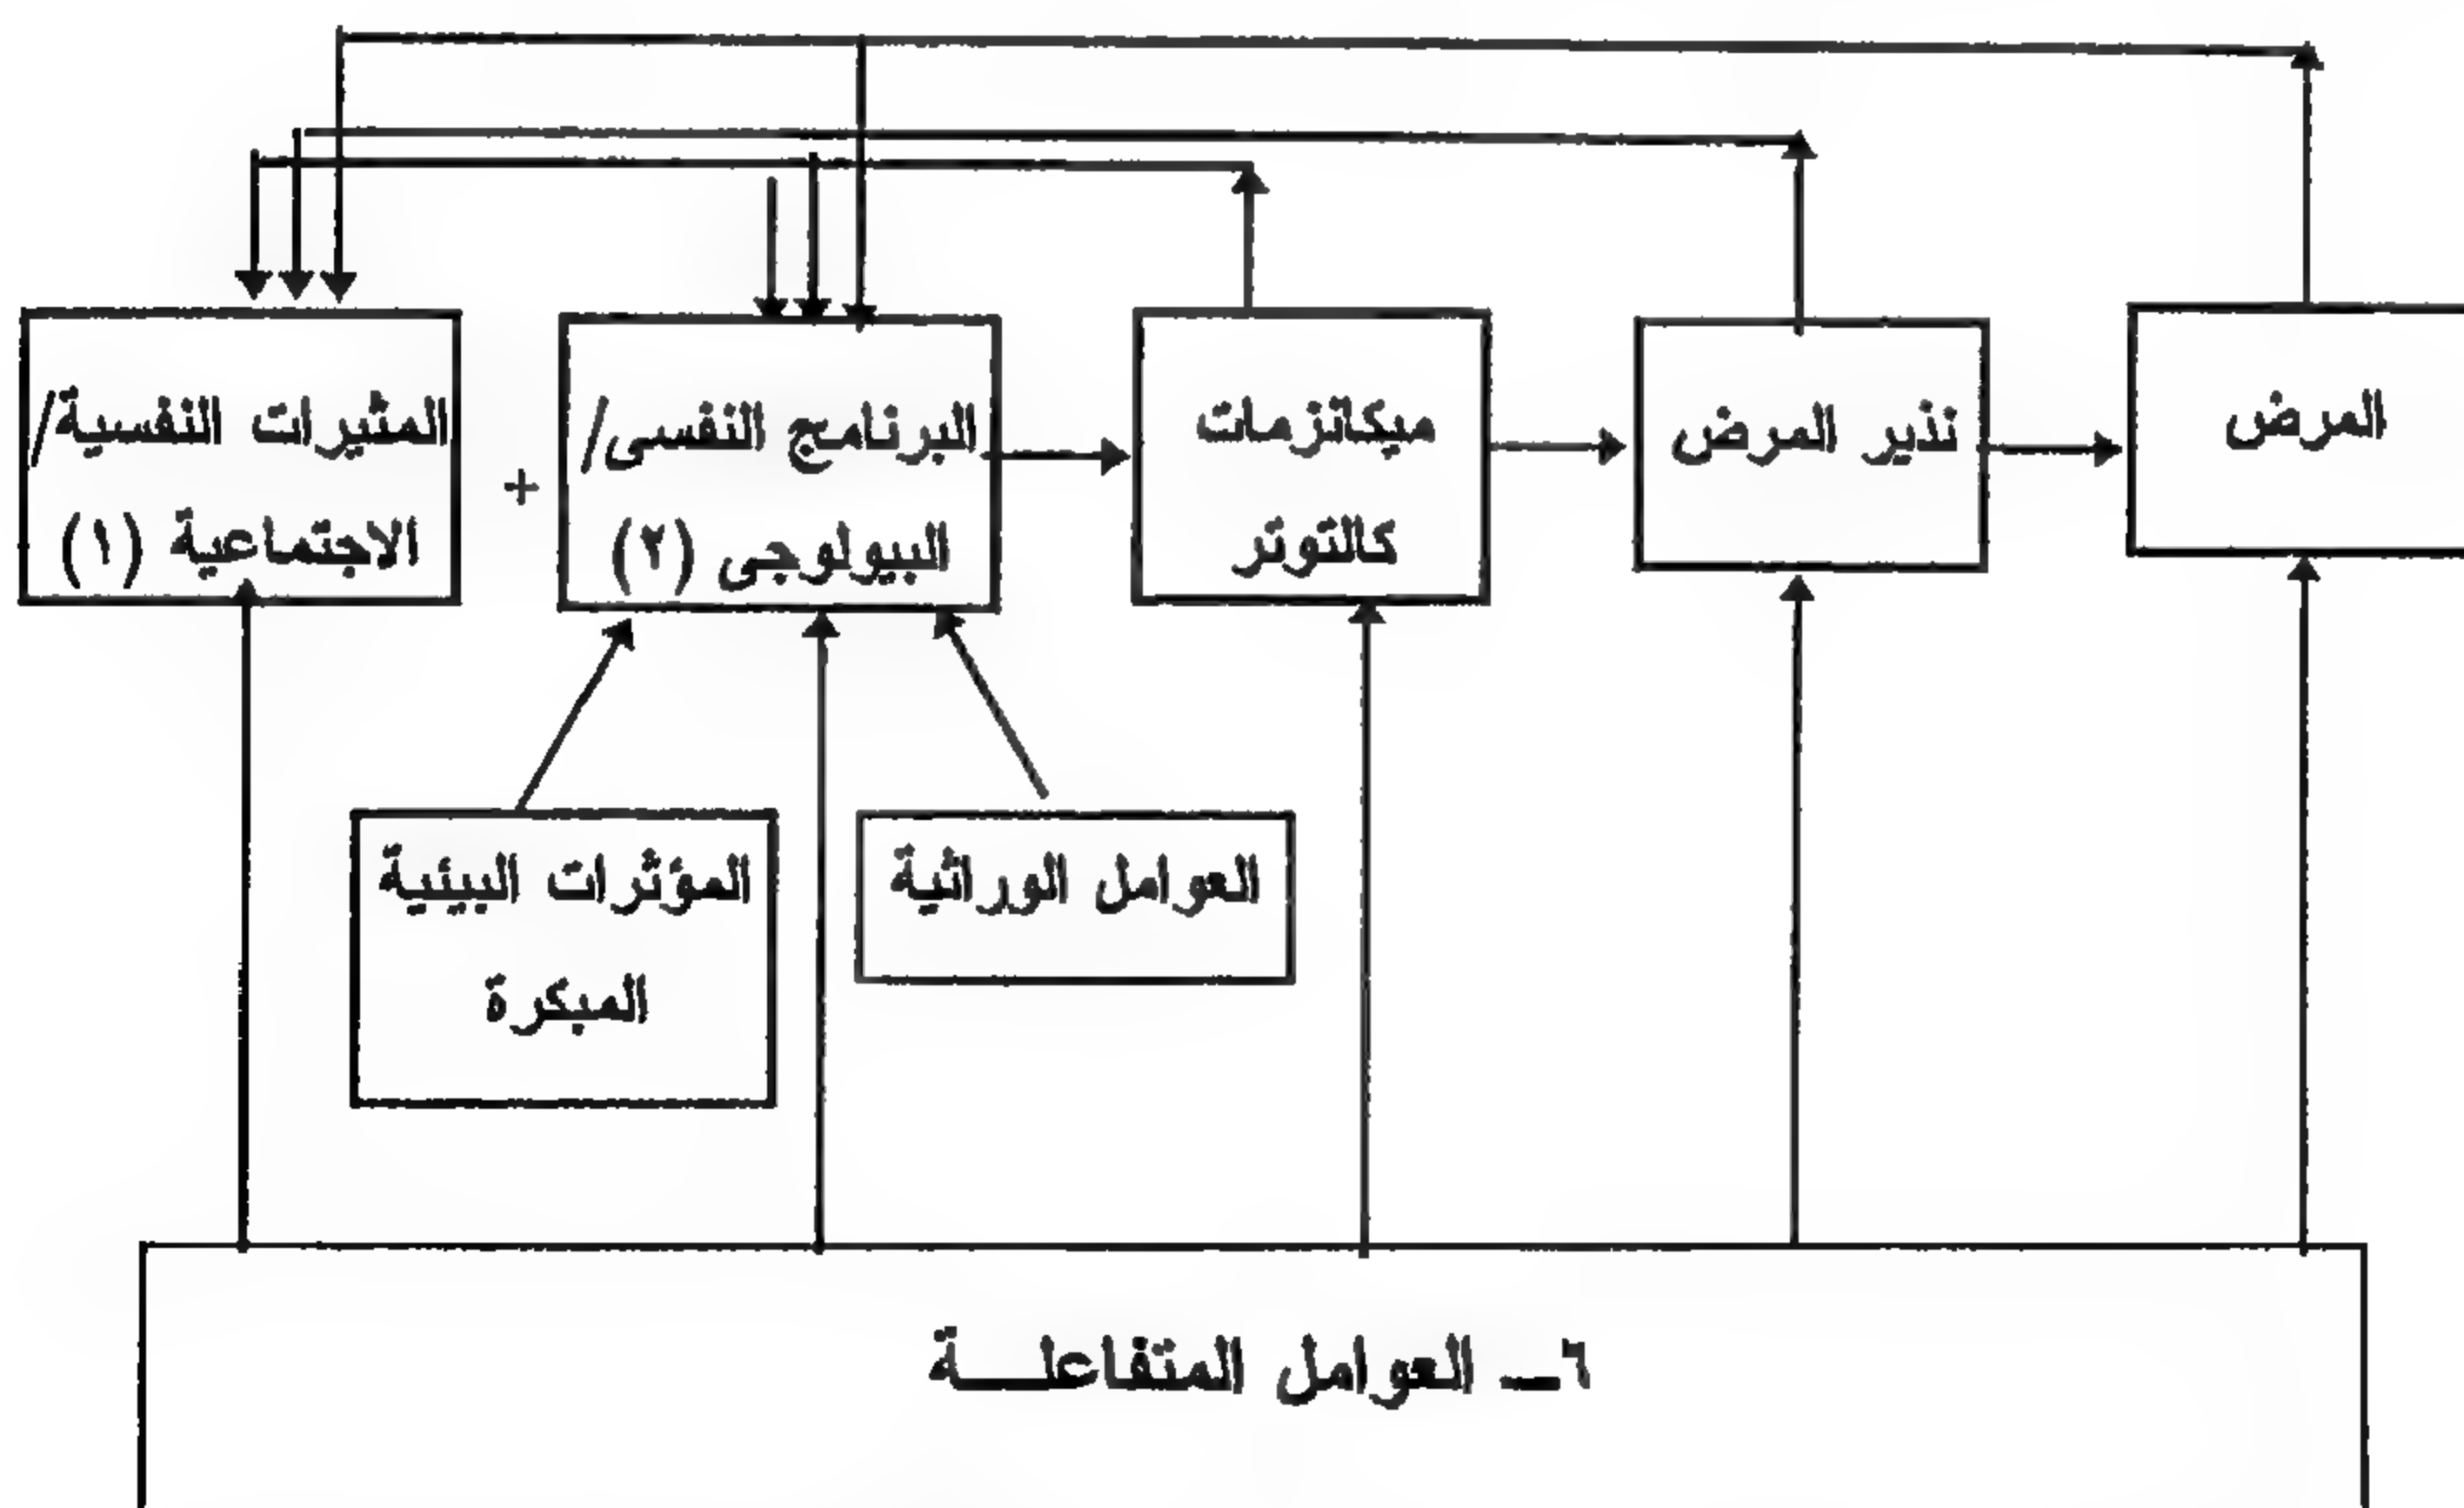 المثيرات النفسية/
الاجتماعية (١)
+
البرنامج النفسى/
البيولوجى (٢)
ميكانزمات
كالتوتر
نذير المرض
المرض
المؤثرات البيئية
المبكرة
العوامل الوراثية
٦ــ العوامل المتفاعلـــة